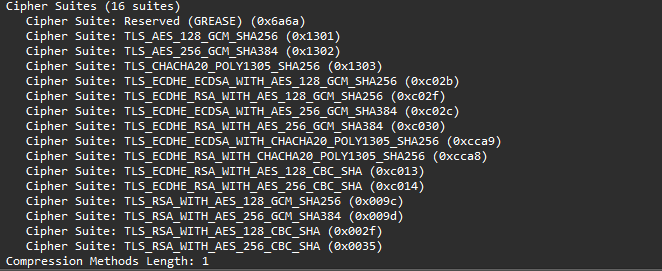 Cipher Suites (16 suites)
Cipher Suite: Reserved (GREASE) (0x6a6a)
Cipher Suite: TLS_AES_128_GCM_SHA256 (0x1301)
Cipher Suite: TLS_AES_256_GCM_SHA384 (0x1302)
Cipher Suite: TLS_CHACHA20_POLY1305_SHA256 (0x1303)
Cipher Suite: TLS_ECDHE_ECDSA_WITH_AES_128_GCM_SHA256 (0xc02b)
Cipher Suite: TLS_ECDHE_RSA_WITH_AES_128_GCM_SHA256 (0xc02f)
Cipher Suite: TLS_ECDHE_ECDSA_WITH_AES_256_GCM_SHA384 (0xc02c)
Cipher Suite: TLS_ECDHE_RSA_WITH_AES_256_GCM_SHA384 (0xc030)
Cipher Suite: TLS_ECDHE_ECDSA_WITH_CHACHA20_POLY1305_SHA256 (0xcca9)
Cipher Suite: TLS_ECDHE_RSA_WITH_CHACHA20_POLY1305_SHA256 (0xcca8)
Cipher Suite: TLS_ECDHE_RSA_WITH_AES_128_CBC_SHA (0xc013)
Cipher Suite: TLS_ECDHE_RSA_WITH_AES_256_CBC_SHA (0xc014)
Cipher Suite: TLS_RSA_WITH_AES_128_GCM_SHA256 (0x009c)
Cipher Suite: TLS_RSA_WITH_AES_256_GCM_SHA384 (0x009d)
Cipher Suite: TLS_RSA_WITH_AES_128_CBC_SHA (0x002f)
Cipher Suite: TLS_RSA_WITH_AES_256_CBC_SHA (0x0035)
Compression Methods Length: 1